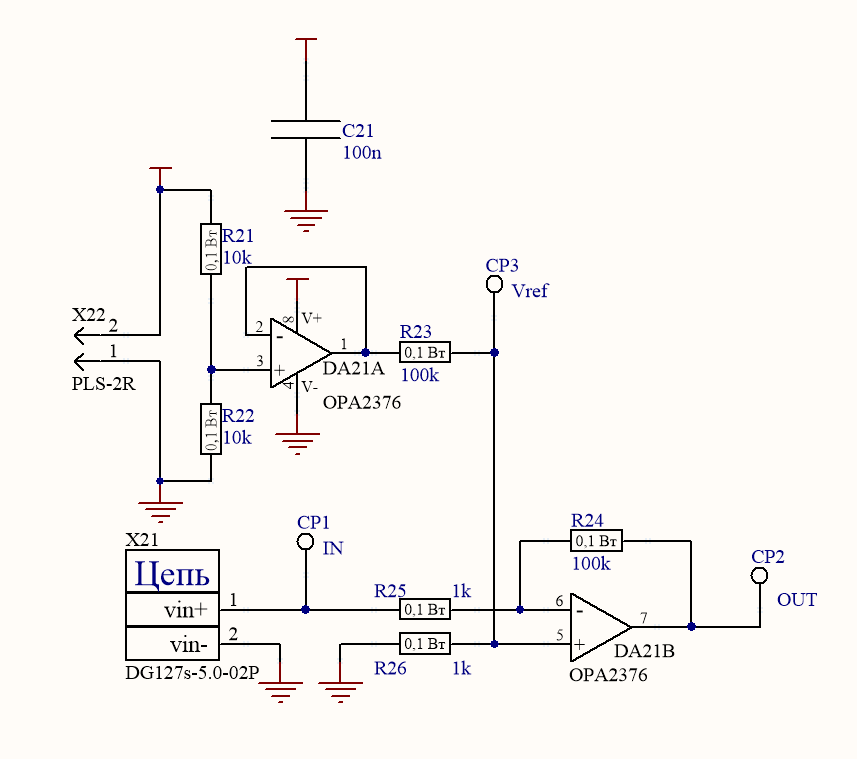 C21
100n
R21
0,1 Вт
10k
CP3
Vref
X22
2
1
PLS-2R
2
3
8
V+
-
+
4
V-
1
DA21A
OPA2376
R23
0,1 Вт
100k
R22
0,1 Вт
10k
X21
Цепь
vin+
1
vin-
2
DG127s-5.0-02P
CP1
IN
R25
1k
0,1 Вт
0,1 Вт
R26
1k
R24
0,1 Вт
100k
6
-
5
+
7
DA21B
OPA2376
CP2
OUT